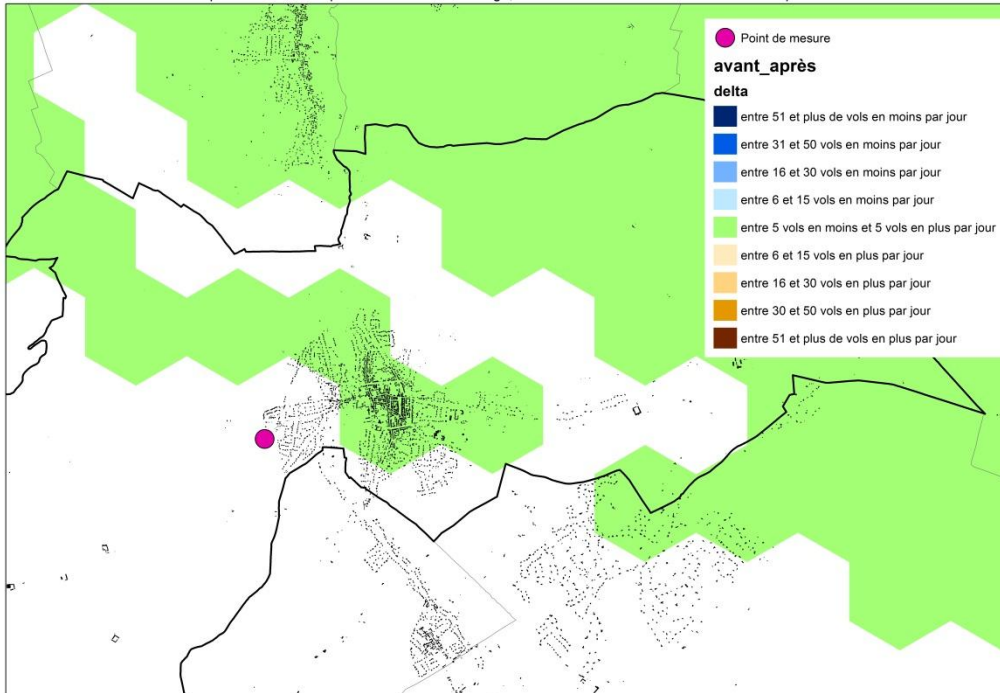 Point de mesure
avant_après
delta
entre 51 et plus de vols en moins par jour
entre 31 et 50 vols en moins par jour
entre 16 et 30 vols en moins par jour
entre 6 et 15 vols en moins par jour
entre 5 vols en moins et 5 vols en plus par jour
entre 6 et 15 vols en plus par jour
entre 16 et 30 vols en plus par jour
entre 30 et 50 vols en plus par jour
entre 51 et plus de vols en plus par jour